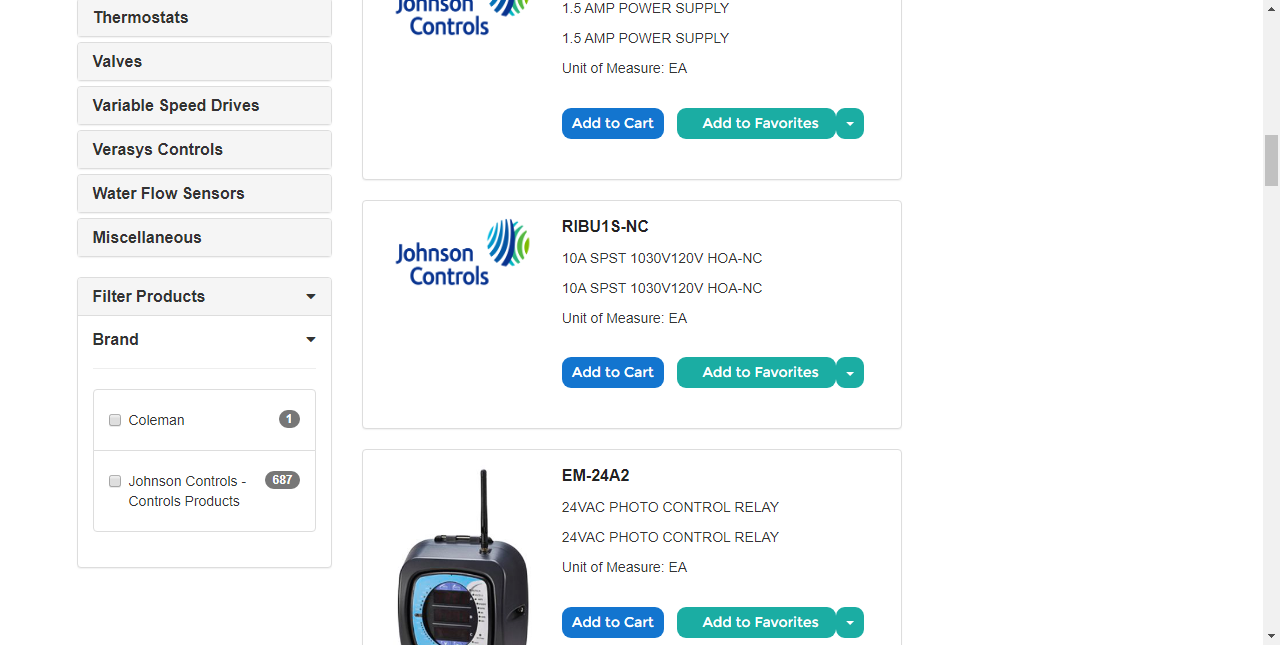 Thermostats
Valves
Variable Speed Drives
Verasys Controls
Water Flow Sensors
Miscellaneous
Filter Products
Brand
Coleman
1
Johnson Controls -
687
Controls Products
Johnson
Controls
1.5 AMP POWER SUPPLY
1.5 AMP POWER SUPPLY
Unit of Measure: EA
Add to Cart
Add to Favorites
Johnson
Controls
RIBU1S-NC
10A SPST 1030V120V HOA-NC
10A SPST 1030V120V HOA-NC
Unit of Measure: EA
Add to Cart
Add to Favorites
EM-24A2
24VAC PHOTO CONTROL RELAY
24VAC PHOTO CONTROL RELAY
Unit of Measure: EA
Add to Cart
Add to Favorites